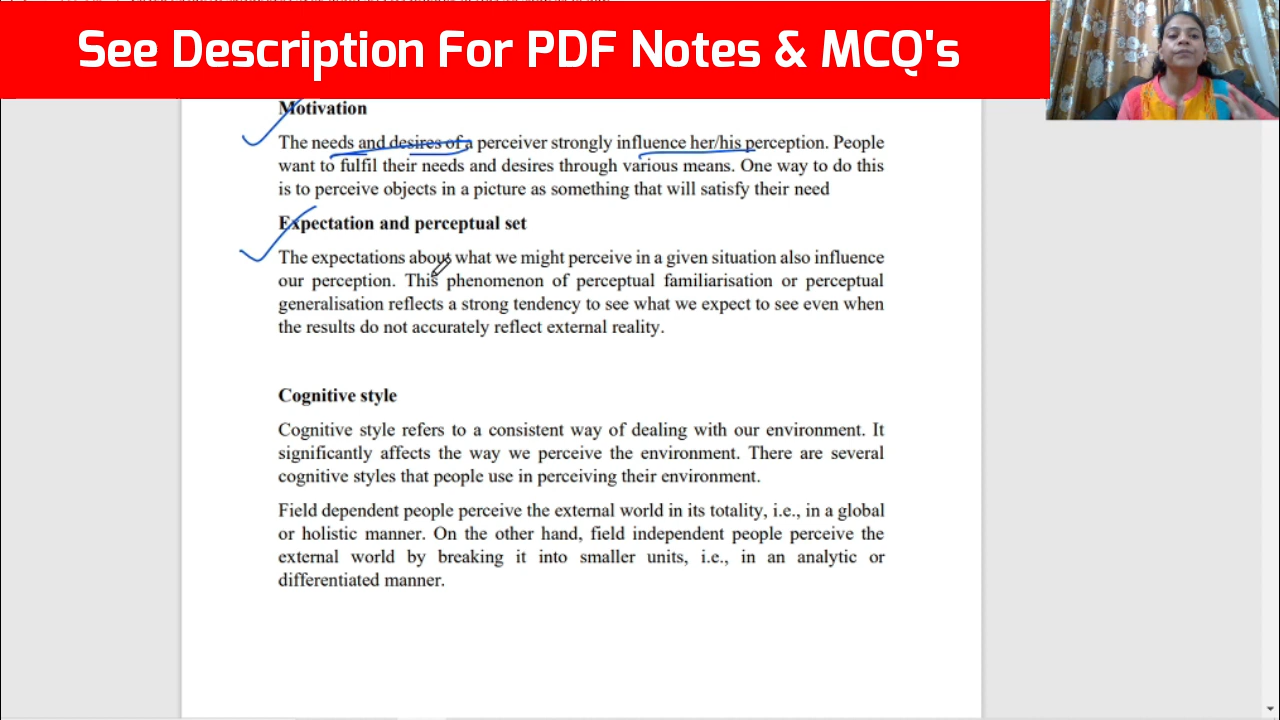 See Description For PDF Notes & MCQ's
Motivation
The needs and desires of a perceiver strongly influence her/his perception. People
want to fulfil their needs and desires through various means. One way to do this
is to perceive objects in a picture as something that will satisfy their need
Expectation and perceptual set
The expectations about what we might perceive in a given situation also influence
our perception. This phenomenon of perceptual familiarisation or perceptual
generalisation reflects a strong tendency to see what we expect to see even when
the results do not accurately reflect external reality.
Cognitive style
Cognitive style refers to a consistent way of dealing with our environment. It
significantly affects the way we perceive the environment. There are several
cognitive styles that people use in perceiving their environment.
Field dependent people perceive the external world in its totality, i.e., in a global
or holistic manner. On the other hand, field independent people perceive the
external world by breaking it into smaller units, i.e., in an analytic or
differentiated manner.